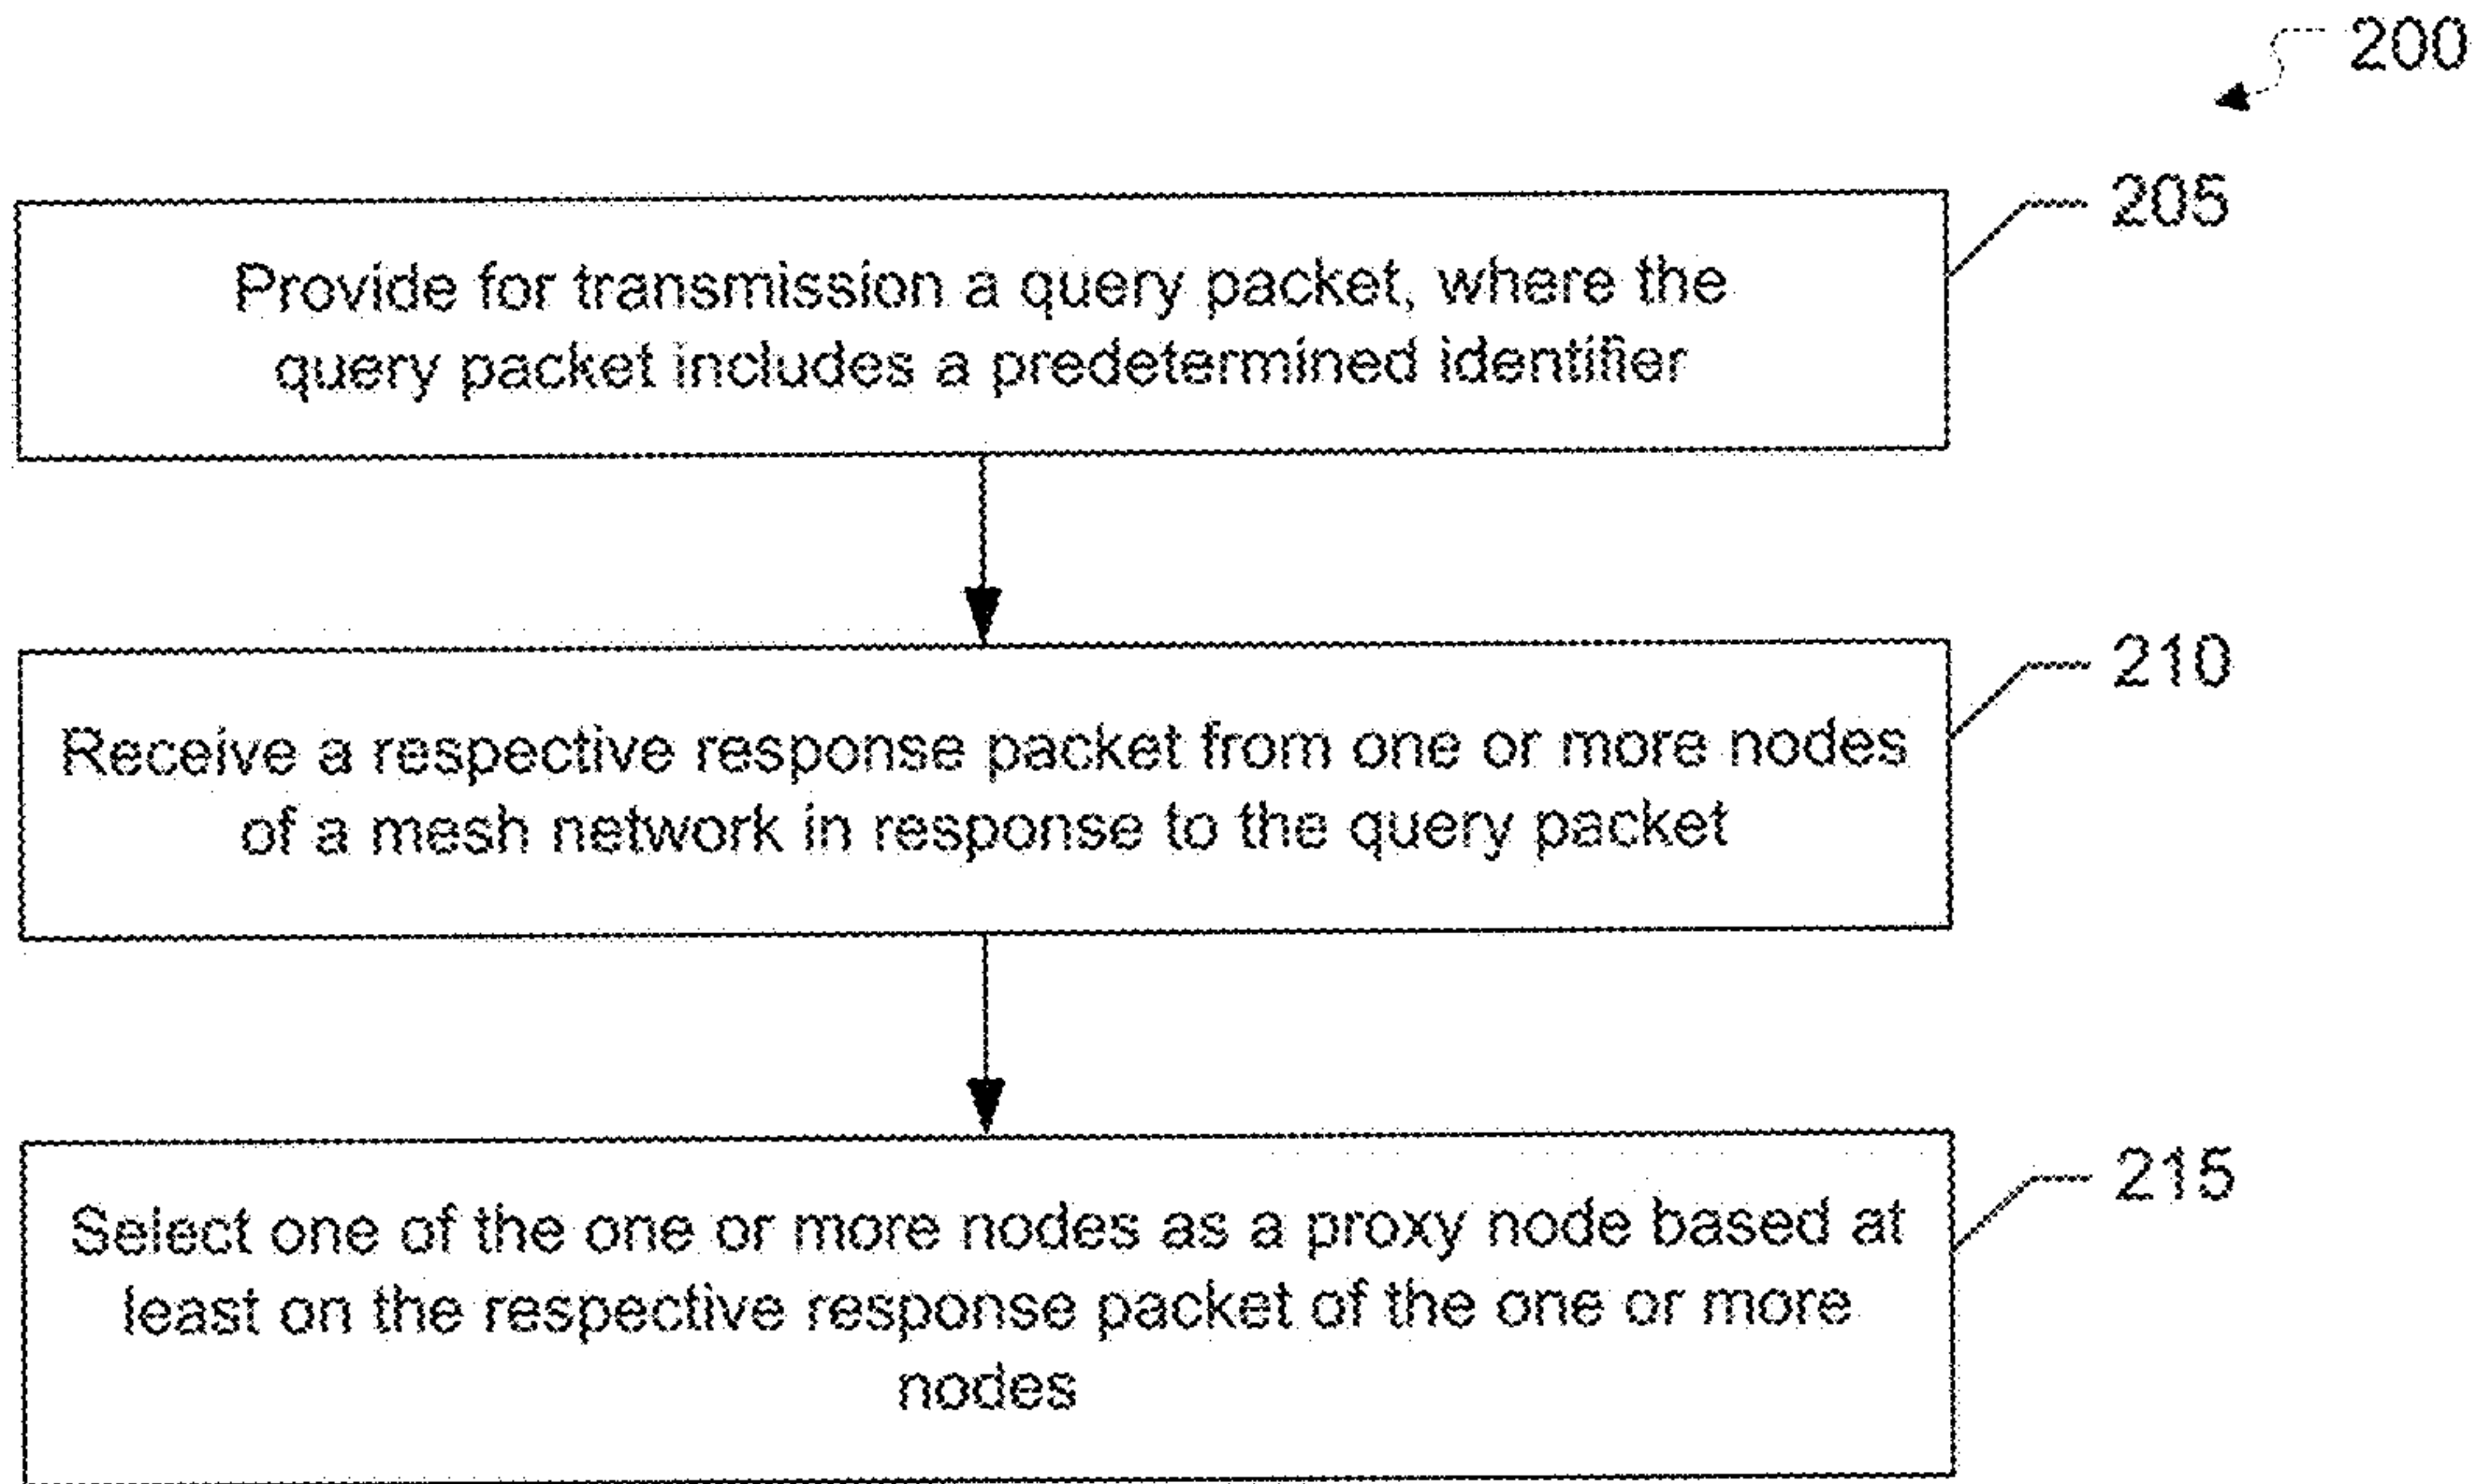 200
205
Provide for transmission a query packet, where the
query packet includes a predetermined identifier
210
Receive a respective response packet from one or more nodes
of a mesh network in response to the query packet
215
Select one of the one or more nodes as a proxy node based at
least on the respective response packet of the one or more
nodes